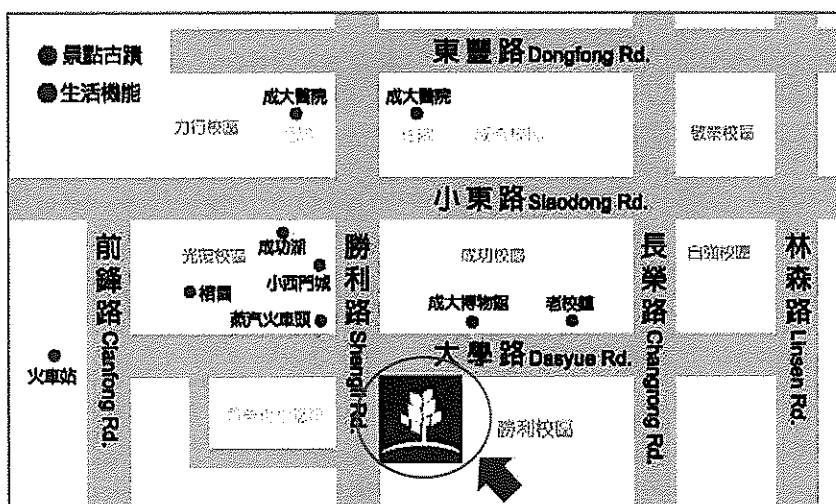 東豐路 Dongfong Rd.
景點古蹟
生活機能
成大醫院
成大醫院
力行校區
敬業校區
小東路 Siaodong Rd.
前鋒路 Cianfong Rd.
光復校區
成功湖
小西門城
榕園
蒸汽火車頭
勝利路 Shengli Rd.
成功校區
成大博物館
老校鐘
長榮路 Changrong Rd.
自強校區
林森路 Linsen Rd.
火車站
大學路 Dasyue Rd.
勝利校區